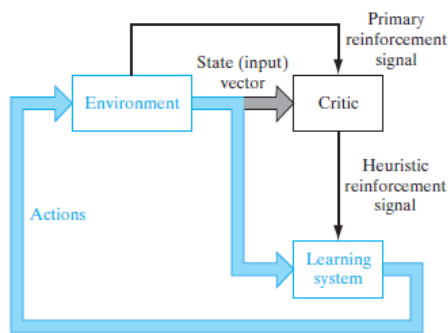 Primary
reinforcement
signal
State (input)
vector
Environment
Critic
Heuristic
reinforcement
signal
Actions
Learning
system